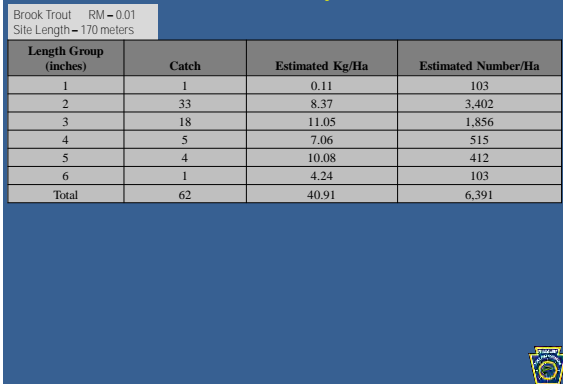 Brook Trout RM – 0.01
Site Length – 170 meters
Length Group (inches) Catch Estimated Kg/Ha Estimated Number/Ha
1 1 0.11 103
2 33 8.37 3,402
3 18 11.05 1,856
4 5 7.06 515
5 4 10.08 412
6 1 4.24 103
Total 62 40.91 6,391